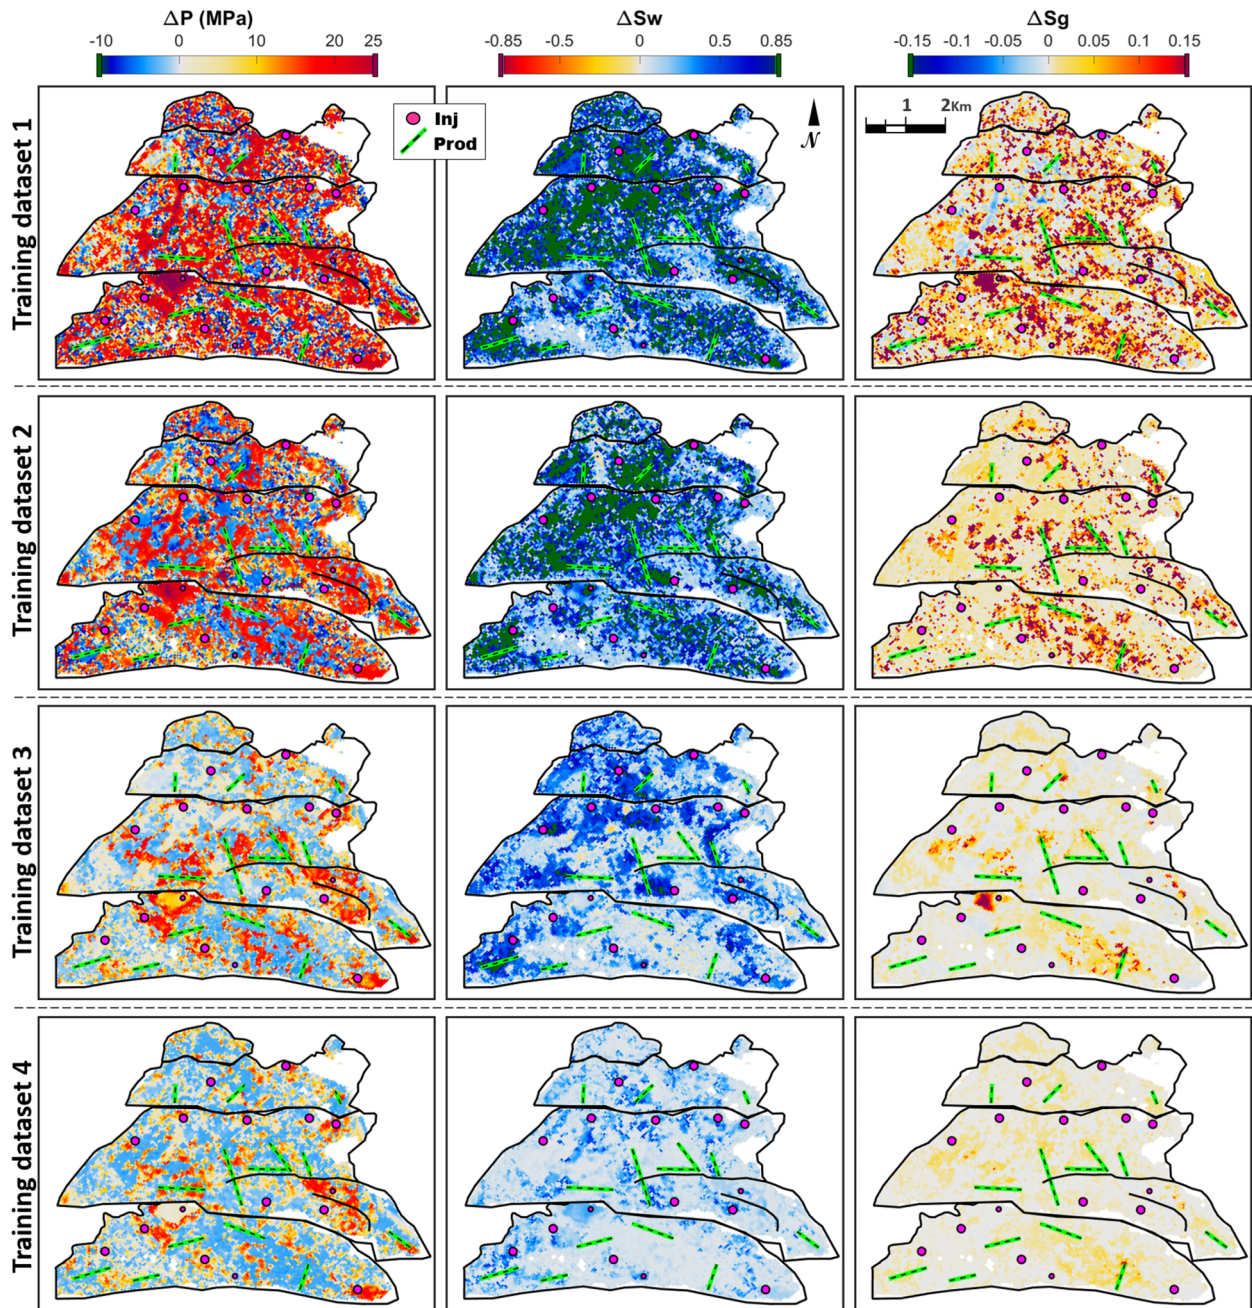 ΔP (MPa)
-10 0 10 20 25
ΔSw
-0.85 -0.5 0 0.5 0.85
ΔSg
-0.15 -0.1 -0.05 0 0.05 0.1 0.15
Training dataset 1
Inj
Prod
N
1 2Km
Training dataset 2
Training dataset 3
Training dataset 4